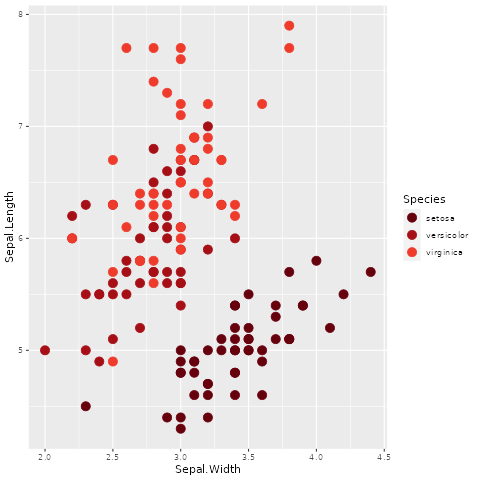 8
7
6
5
Sepal.Length
2.0 2.5 3.0 3.5 4.0 4.5
Sepal.Width
Species
setosa
versicolor
virginica